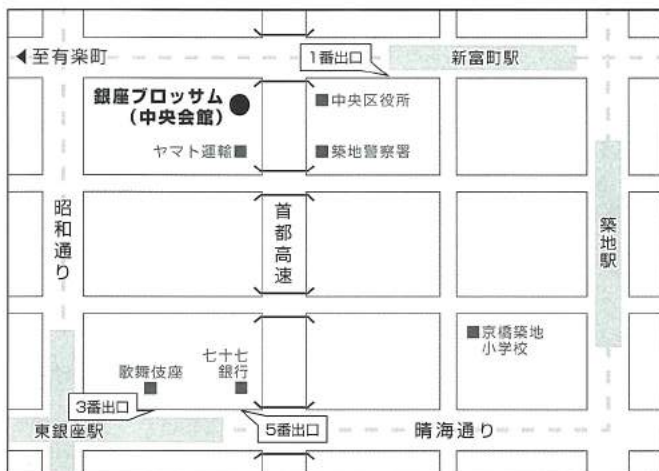 ◀至有楽町
1番出口
新富町駅
銀座ブロッサム
(中央会館)
中央区役所
ヤマト運輸
築地警察署
昭和通り
首都高速
築地駅
京橋築地
小学校
七十七
銀行
歌舞伎座
3番出口
5番出口
東銀座駅
晴海通り